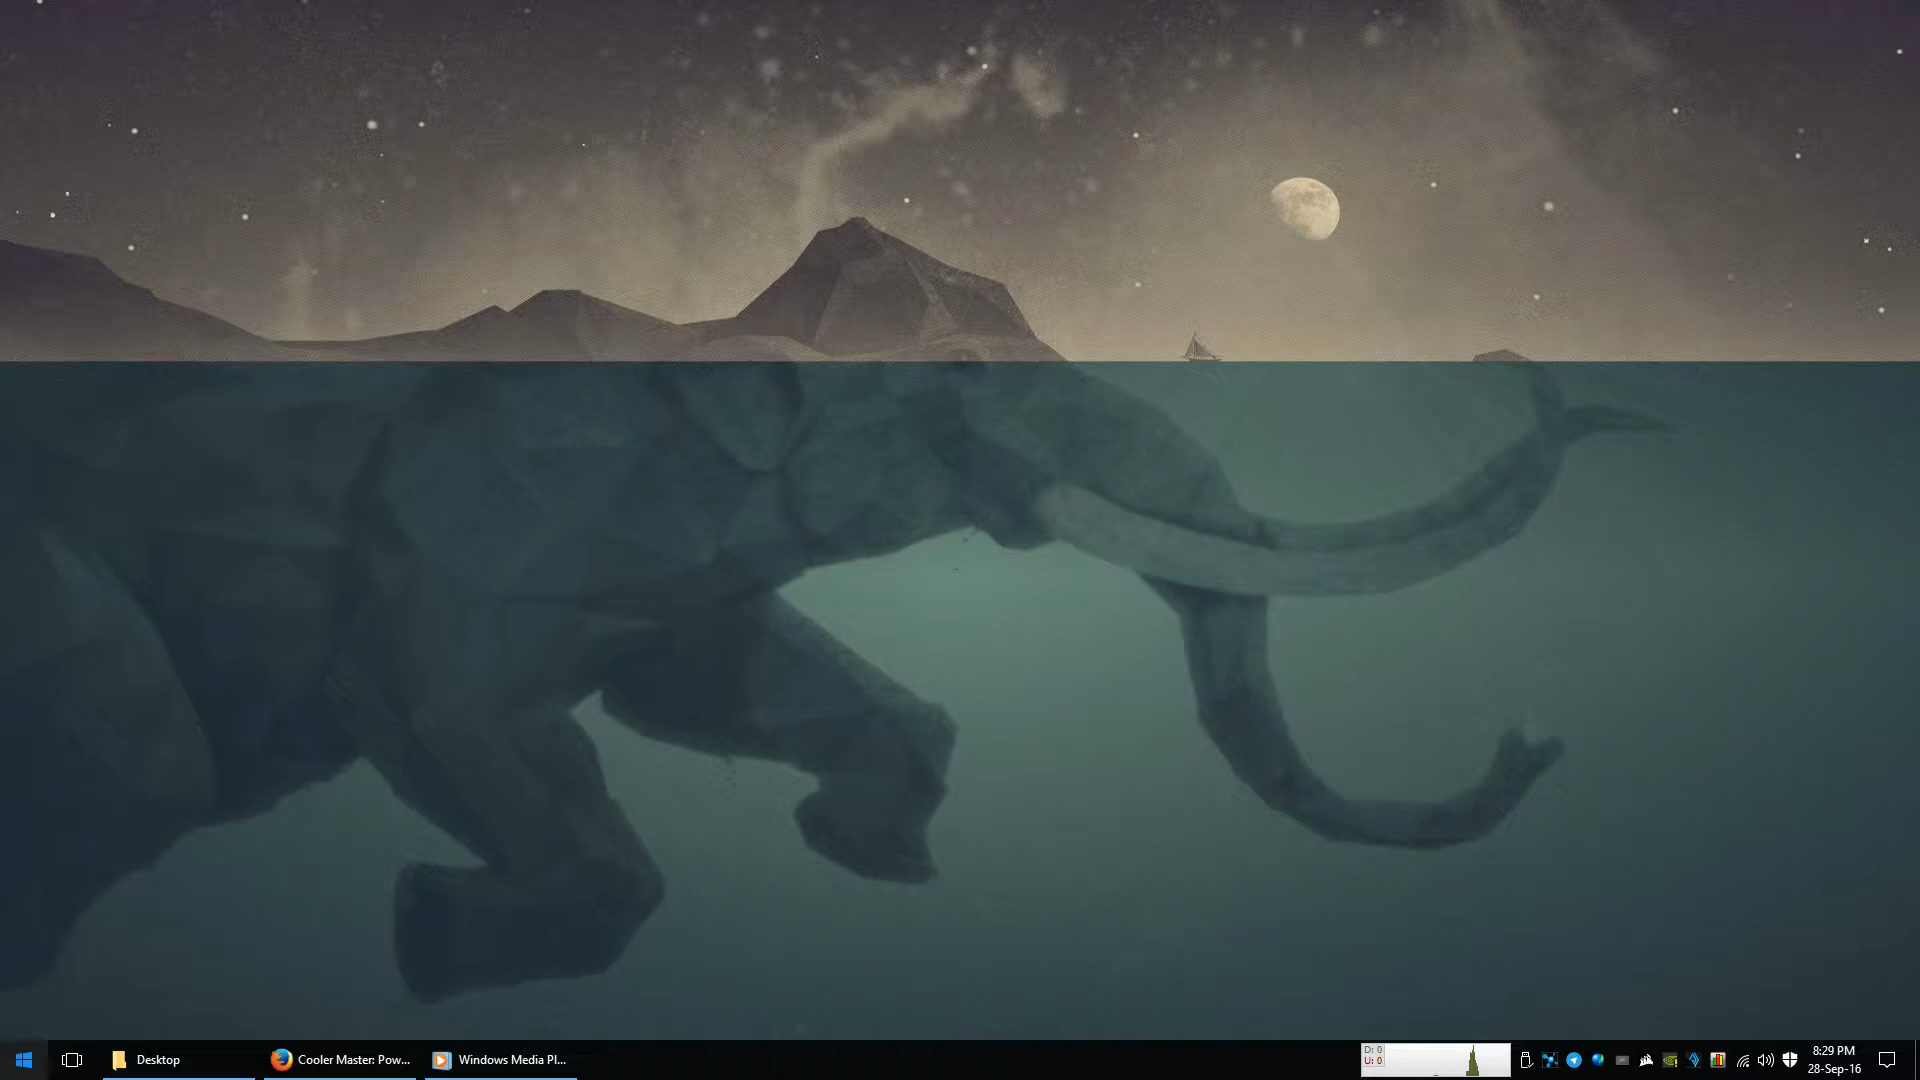 Desktop
Cooler Master: Pow...
Windows Media Pl...
D: 0
U: 0
8:29 PM
28-Sep-16